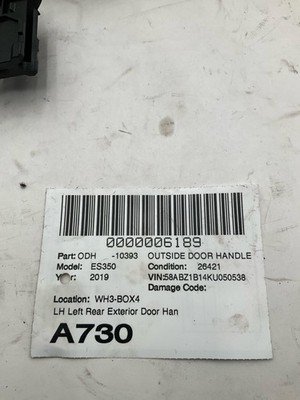 0000006189
Part: ODH -10393 OUTSIDE DOOR HANDLE
Model: ES350 Condition: 26421
Year: 2019 VIN:58ABZ1B14KU050538
Damage Code:
Location: WH3-BOX4
LH Left Rear Exterior Door Han
A730